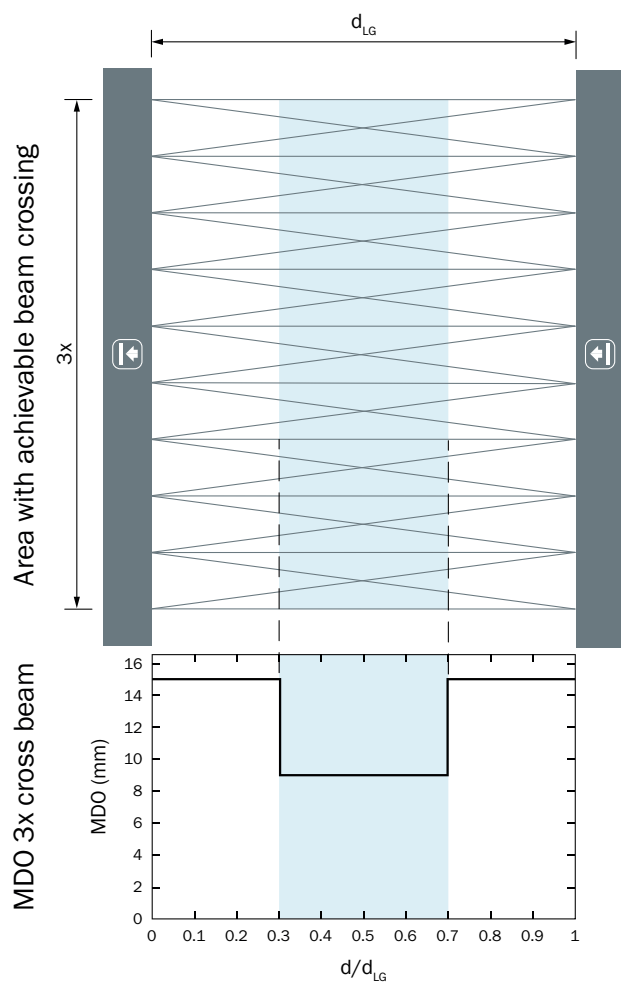 d_LG
Area with achievable beam crossing
3x
MDO 3x cross beam
MDO (mm)
16
14
12
10
8
6
4
2
0
0 0.1 0.2 0.3 0.4 0.5 0.6 0.7 0.8 0.9 1
d/d_LG